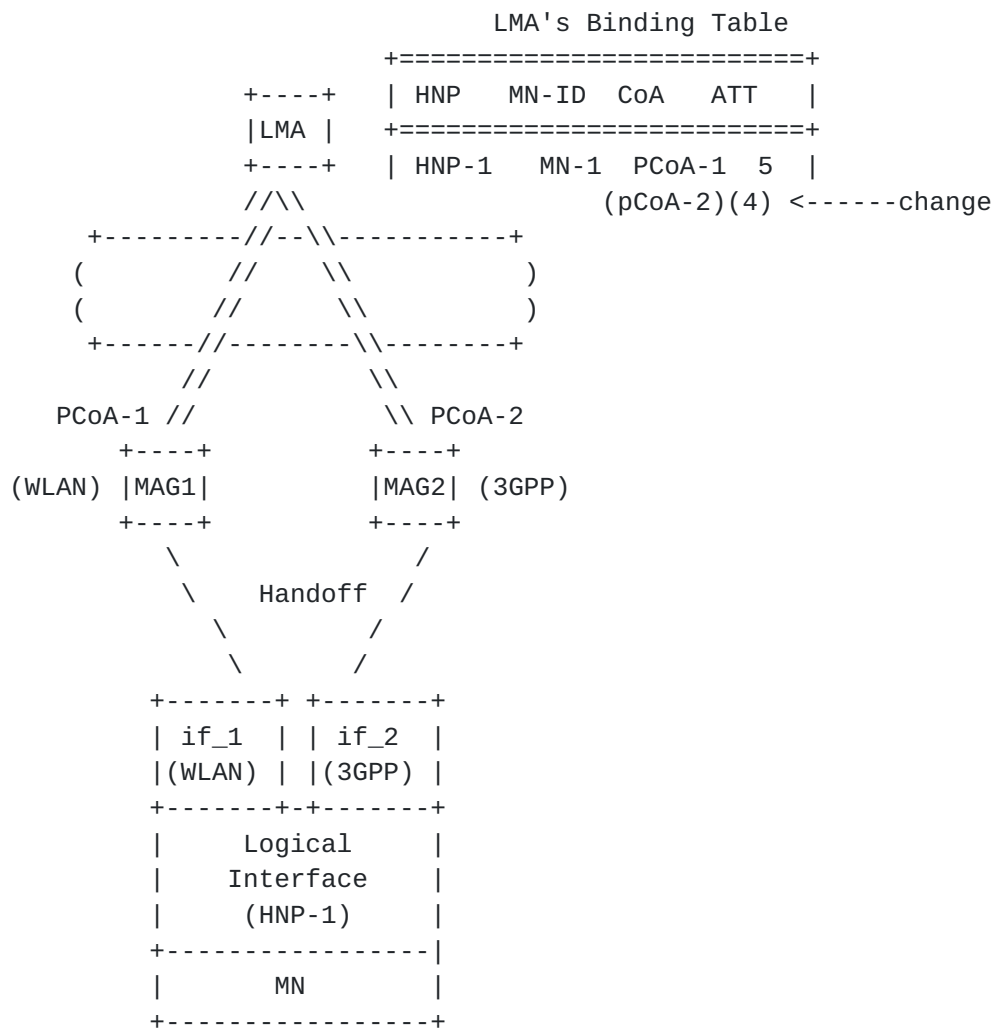 LMA's Binding Table
+===========================+
+----+ | HNP MN-ID CoA ATT |
|LMA | +===========================+
+----+ | HNP-1 MN-1 PCoA-1 5 |
//\\ (pCoA-2)(4) <------change
+---------//--\\-----------+
( // \\ )
( // \\ )
+------//--------\\--------+
// \\
PCoA-1 // \\ PCoA-2
+----+ +----+
(WLAN) |MAG1| |MAG2| (3GPP)
+----+ +----+
\ /
\ Handoff /
\ /
\ /
+-------+ +-------+
| if_1 | | if_2 |
|(WLAN) | |(3GPP) |
+-------+-+-------+
| Logical |
| Interface |
| (HNP-1) |
+-----------------|
| MN |
+-----------------+